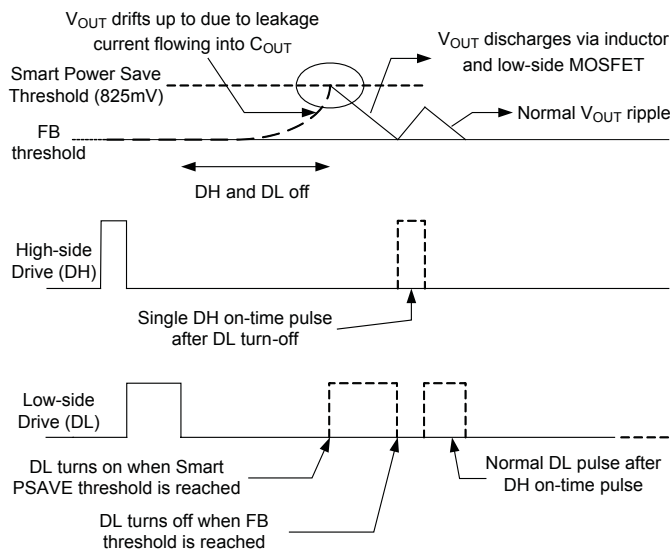 VOUT drifts up to due to leakage
current flowing into COUT
VOUT discharges via inductor
and low-side MOSFET
Smart Power Save
Threshold (825mV)
Normal VOUT ripple
FB
threshold
DH and DL off
High-side
Drive (DH)
Single DH on-time pulse
after DL turn-off
Low-side
Drive (DL)
DL turns on when Smart
PSAVE threshold is reached
Normal DL pulse after
DH on-time pulse
DL turns off when FB
threshold is reached